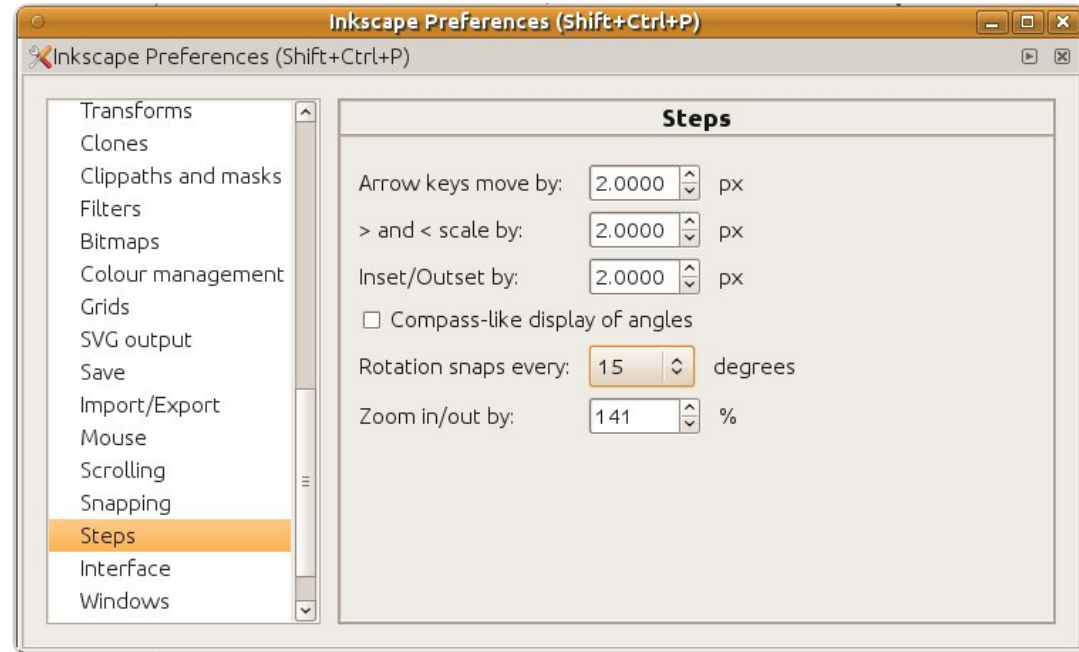 Inkscape Preferences (Shift+Ctrl+P)
Inkscape Preferences (Shift+Ctrl+P)
Transforms
Clones
Clippaths and masks
Filters
Bitmaps
Colour management
Grids
SVG output
Save
Import/Export
Mouse
Scrolling
Snapping
Steps
Interface
Windows
Steps
Arrow keys move by: 2.0000 px
> and < scale by: 2.0000 px
Inset/Outset by: 2.0000 px
Compass-like display of angles
Rotation snaps every: 15 degrees
Zoom in/out by: 141 %